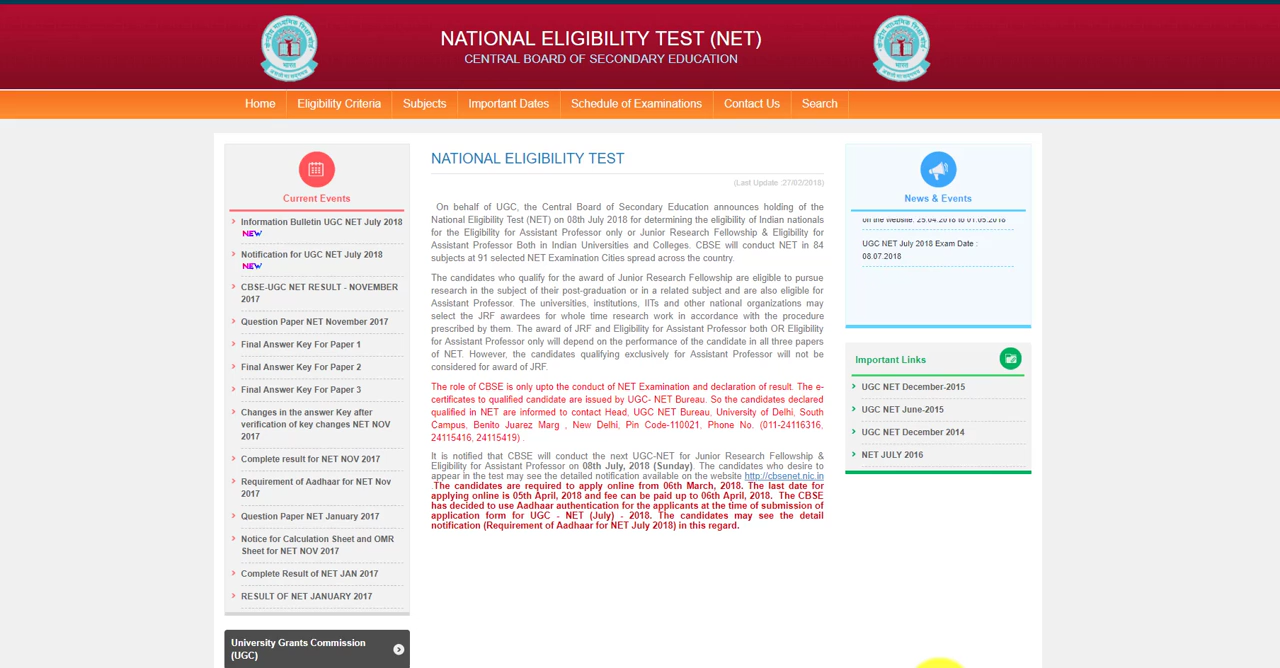 NATIONAL ELIGIBILITY TEST (NET)
CENTRAL BOARD OF SECONDARY EDUCATION
Home
Eligibility Criteria
Subjects
Important Dates
Schedule of Examinations
Contact Us
Search
Current Events
Information Bulletin UGC NET July 2018
NEW
Notification for UGC NET July 2018
NEW
CBSE-UGC NET RESULT - NOVEMBER
2017
Question Paper NET November 2017
Final Answer Key For Paper 1
Final Answer Key For Paper 2
Final Answer Key For Paper 3
Changes in the answer Key after
verification of key changes NET NOV
2017
Complete result for NET NOV 2017
Requirement of Aadhaar for NET Nov
2017
Question Paper NET January 2017
Notice for Calculation Sheet and OMR
Sheet for NET NOV 2017
Complete Result of NET JAN 2017
RESULT OF NET JANUARY 2017
University Grants Commission
(UGC)
NATIONAL ELIGIBILITY TEST
(Last Update :27/02/2018)
On behalf of UGC, the Central Board of Secondary Education announces holding of the
National Eligibility Test (NET) on 08th July 2018 for determining the eligibility of Indian nationals
for the Eligibility for Assistant Professor only or Junior Research Fellowship & Eligibility for
Assistant Professor Both in Indian Universities and Colleges. CBSE will conduct NET in 84
subjects at 91 selected NET Examination Cities spread across the country.
The candidates who qualify for the award of Junior Research Fellowship are eligible to pursue
research in the subject of their post-graduation or in a related subject and are also eligible for
Assistant Professor. The universities, institutions, IITs and other national organizations may
select the JRF awardees for whole time research work in accordance with the procedure
prescribed by them. The award of JRF and Eligibility for Assistant Professor both OR Eligibility
for Assistant Professor only will depend on the performance of the candidate in all three papers
of NET. However, the candidates qualifying exclusively for Assistant Professor will not be
considered for award of JRF.
The role of CBSE is only upto the conduct of NET Examination and declaration of result. The e-
certificates to qualified candidate are issued by UGC- NET Bureau. So the candidates declared
qualified in NET are informed to contact Head, UGC NET Bureau, University of Delhi, South
Campus, Benito Juarez Marg , New Delhi, Pin Code-110021, Phone No. (011-24116316,
24115416, 24115419) .
It is notified that CBSE will conduct the next UGC-NET for Junior Research Fellowship &
Eligibility for Assistant Professor on 08th July, 2018 (Sunday). The candidates who desire to
appear in the test may see the detailed notification available on the website http://cbsenet.nic.in
.The candidates are required to apply online from 06th March, 2018. The last date for
applying online is 05th April, 2018 and fee can be paid up to 06th April, 2018. The CBSE
has decided to use Aadhaar authentication for the applicants at the time of submission of
application form for UGC - NET (July) - 2018. The candidates may see the detail
notification (Requirement of Aadhaar for NET July 2018) in this regard.
News & Events
on the website: 25.04.2018 to 01.05.2018
UGC NET July 2018 Exam Date :
08.07.2018
Important Links
UGC NET December-2015
UGC NET June-2015
UGC NET December 2014
NET JULY 2016